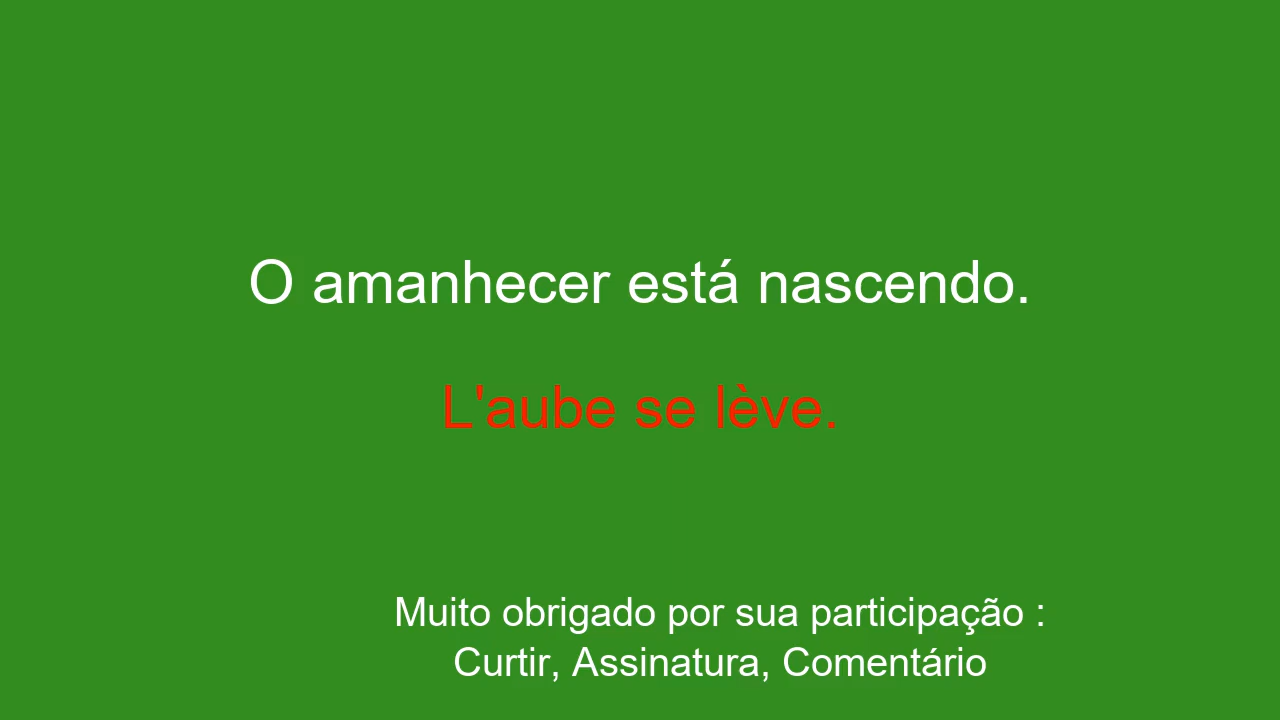 O amanhecer está nascendo.
L'aube se lève.
Muito obrigado por sua participação :
Curtir, Assinatura, Comentário